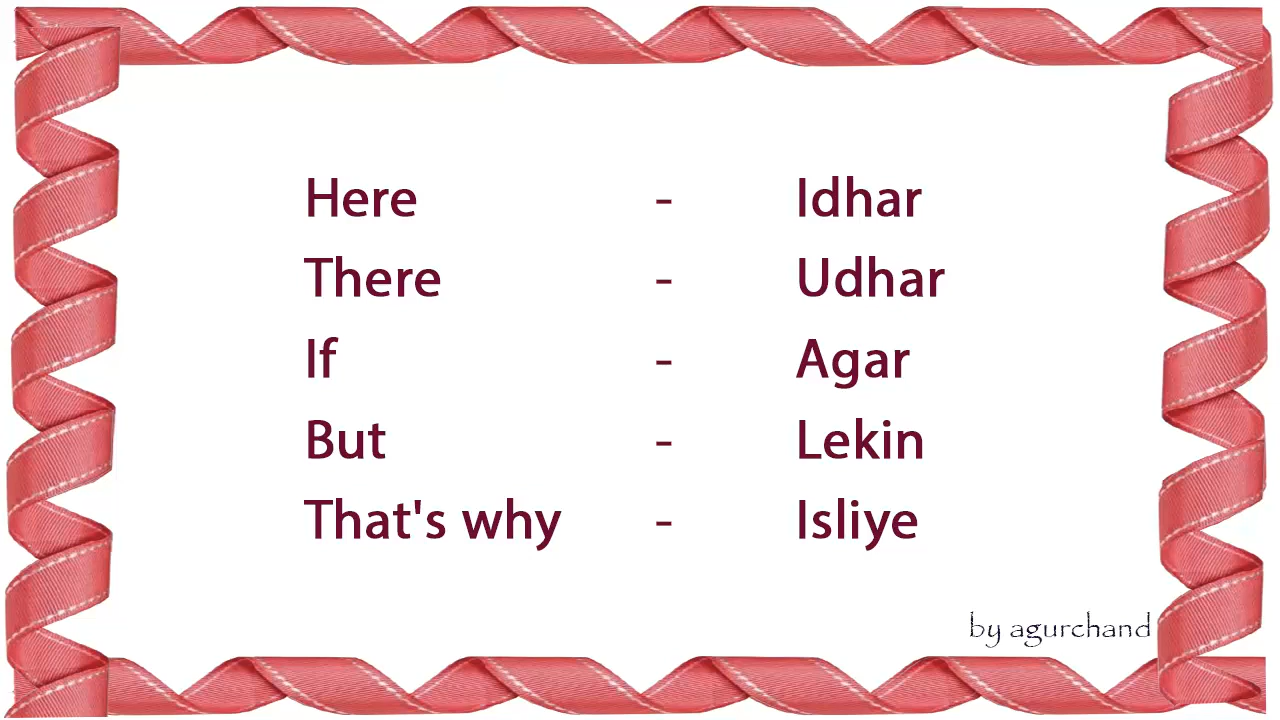 Here - Idhar
There - Udhar
If - Agar
But - Lekin
That's why - Isliye
by agurchand